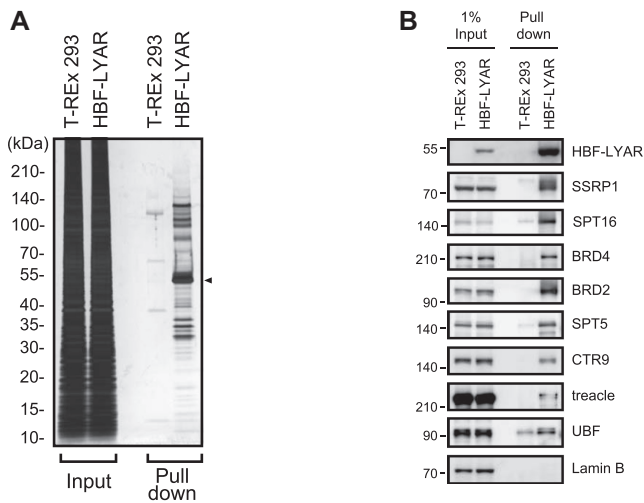 A
T-REx 293
HBF-LYAR
T-REx 293
HBF-LYAR
(kDa)
210-
140-
100-
70-
55-
40-
35-
30-
20-
15-
10-
Input
Pull
down
B
1%
Input
Pull
down
T-REx 293
HBF-LYAR
T-REx 293
HBF-LYAR
55
HBF-LYAR
70
SSRP1
140
SPT16
210
BRD4
90
BRD2
140
SPT5
140
CTR9
210
treacle
90
UBF
70
Lamin B